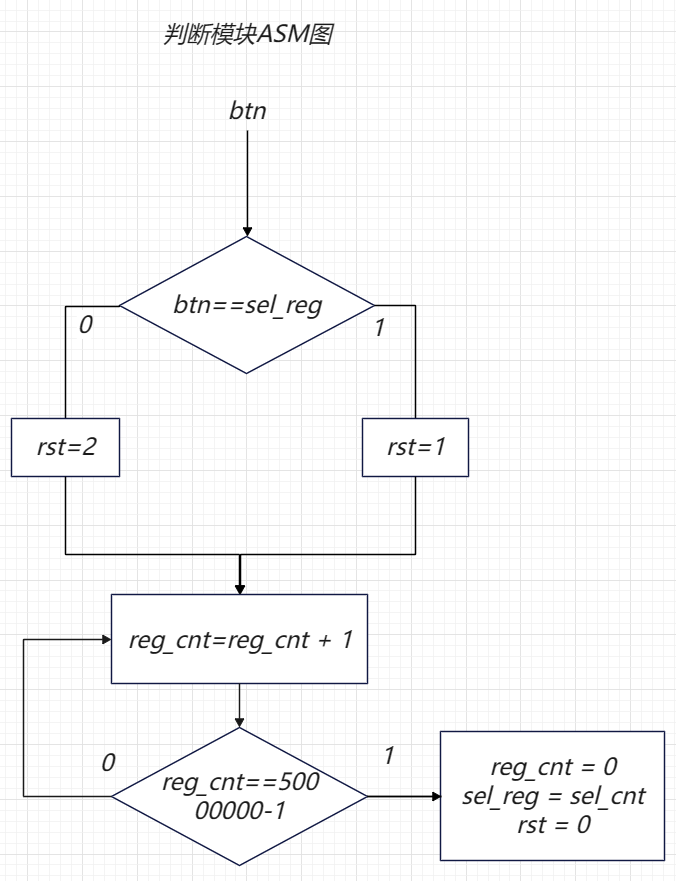 判断模块ASM图
btn
btn==sel_reg
0
1
rst=2
rst=1
reg_cnt=reg_cnt + 1
0
1
reg_cnt==500
00000-1
reg_cnt = 0
sel_reg = sel_cnt
rst = 0